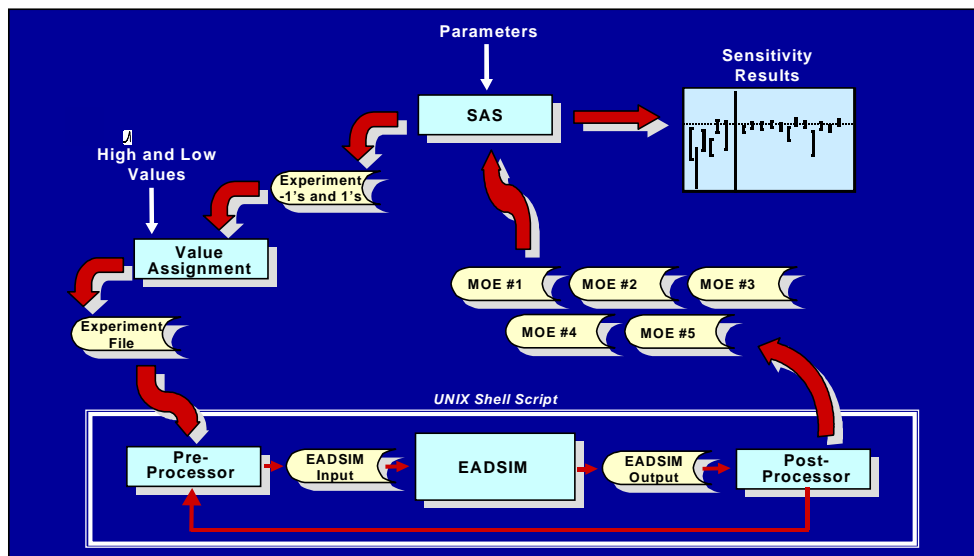 Parameters
Sensitivity
Results
SAS
High and Low
Values
Experiment
-1's and 1's
Value
Assignment
MOE #1
MOE #2
MOE #3
Experiment
File
MOE #4
MOE #5
UNIX Shell Script
Pre-
Processor
EADSIM
Input
EADSIM
EADSIM
Output
Post-
Processor